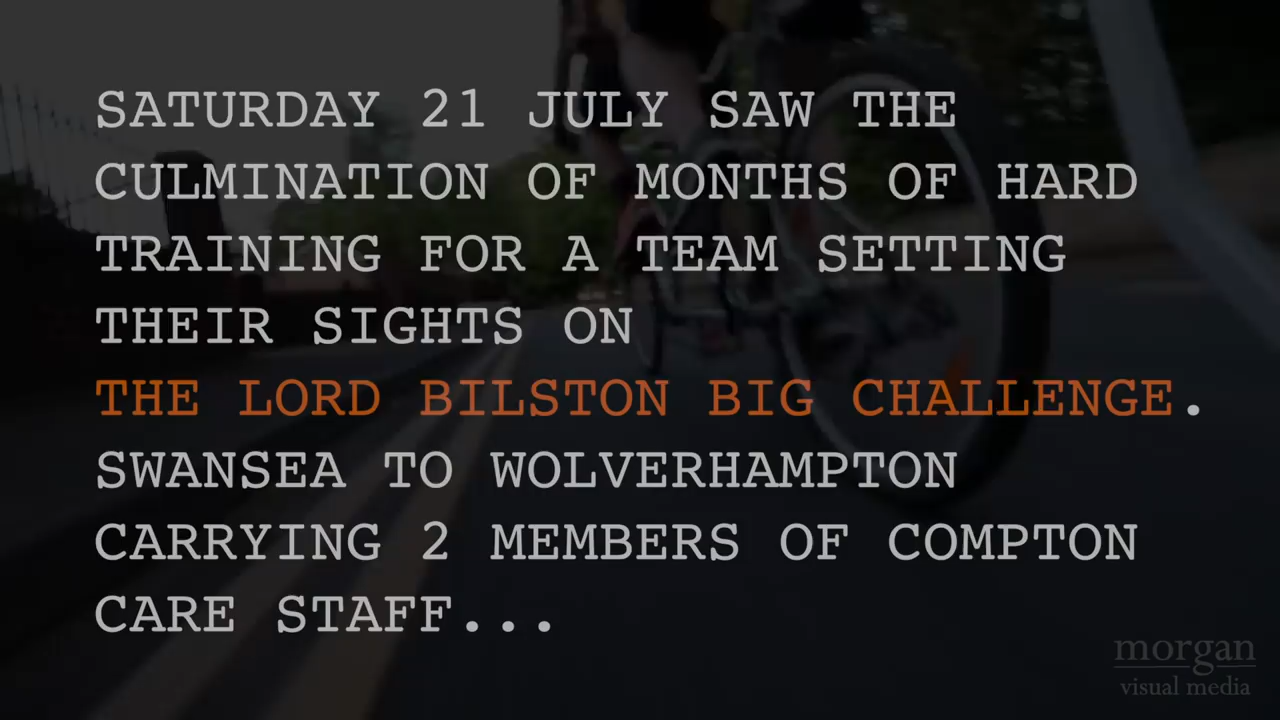 SATURDAY 21 JULY SAW THE
CULMINATION OF MONTHS OF HARD
TRAINING FOR A TEAM SETTING
THEIR SIGHTS ON
THE LORD BILSTON BIG CHALLENGE.
SWANSEA TO WOLVERHAMPTON
CARRYING 2 MEMBERS OF COMPTON
CARE STAFF...
morgan
visual media